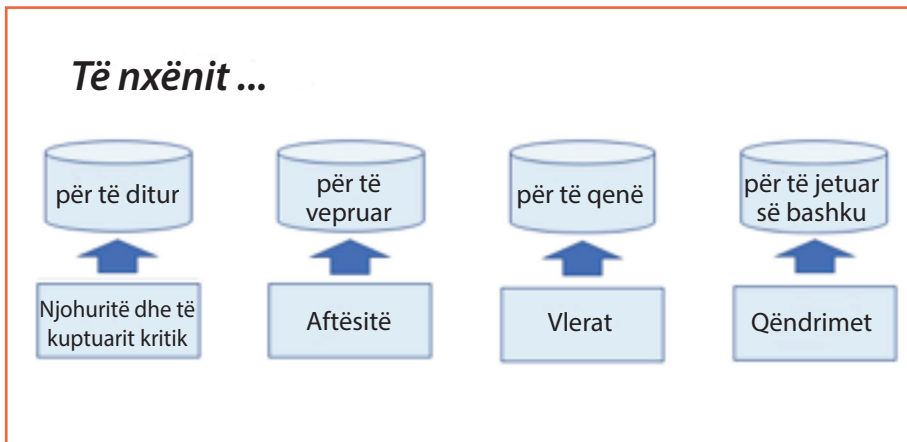 Të nxënit ...
për të ditur
për të
vepruar
për të qenë
për të jetuar
së bashku
Njohuritë dhe të
kuptuarit kritik
Aftësitë
Vlerat
Qëndrimet